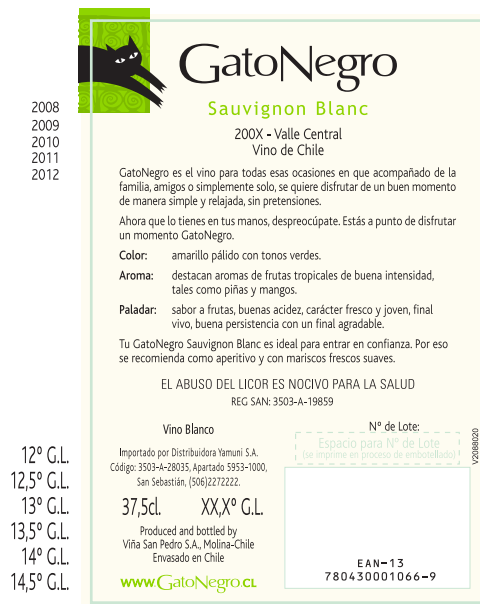 GatoNegro
Sauvignon Blanc
200X - Valle Central
Vino de Chile
2008
2009
2010
2011
2012
GatoNegro es el vino para todas esas ocasiones en que acompañado de la
familia, amigos o simplemente solo, se quiere disfrutar de un buen momento
de manera simple y relajada, sin pretensiones.
Ahora que lo tienes en tus manos, despreocúpate. Estás a punto de disfrutar
un momento GatoNegro.
Color: amarillo pálido con tonos verdes.
Aroma: destacan aromas de frutas tropicales de buena intensidad,
tales como piñas y mangos.
Paladar: sabor a frutas, buenas acidez, carácter fresco y joven, final
vivo, buena persistencia con un final agradable.
Tu GatoNegro Sauvignon Blanc es ideal para entrar en confianza. Por eso
se recomienda como aperitivo y con mariscos frescos suaves.
EL ABUSO DEL LICOR ES NOCIVO PARA LA SALUD
REG SAN: 3503-A-19859
Vino Blanco
Importado por Distribuidora Yamuni S.A.
Código: 3503-A-28035, Apartado 5953-1000,
San Sebastián, (506)2272222.
37,5cl. XX,Xº G.L.
Produced and bottled by
Viña San Pedro S.A., Molina-Chile
Envasado en Chile
www.GatoNegro.CL
Nº de Lote:
Espacio para Nº de Lote
(se imprime en proceso de embotellado)
V2088020
EAN-13
780430001066-9
12º G.L.
12,5º G.L.
13º G.L.
13,5º G.L.
14º G.L.
14,5º G.L.